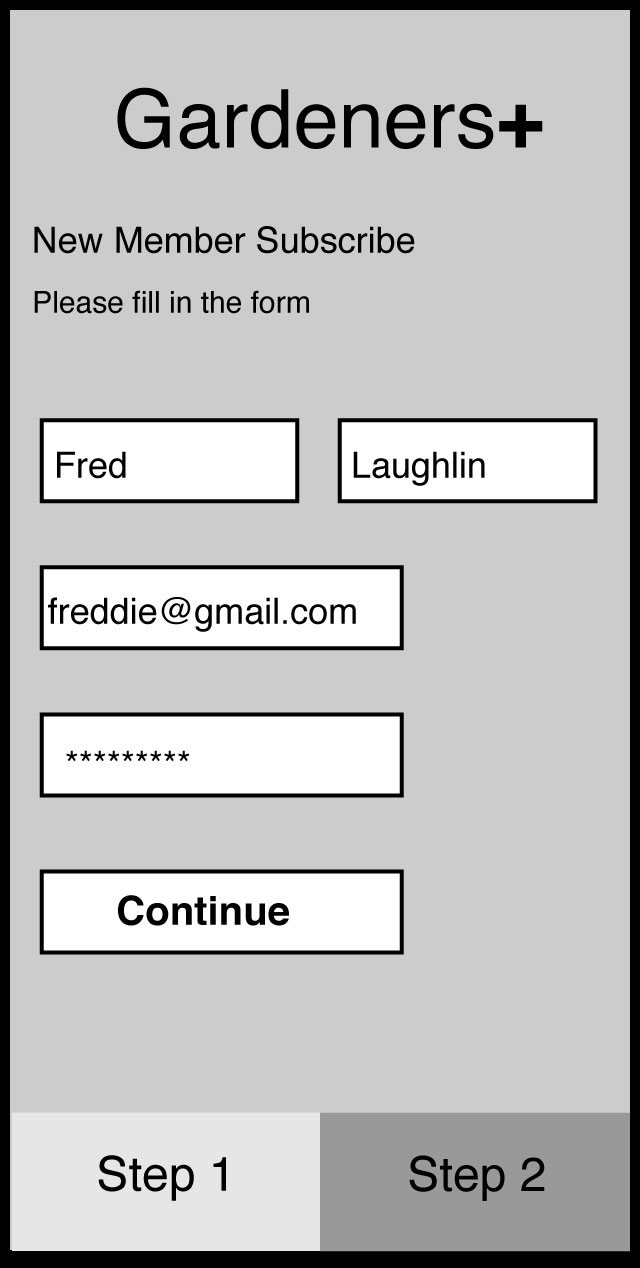 Gardeners+
New Member Subscribe
Please fill in the form
Fred Laughlin
freddie@gmail.com
*********
Continue
Step 1 Step 2